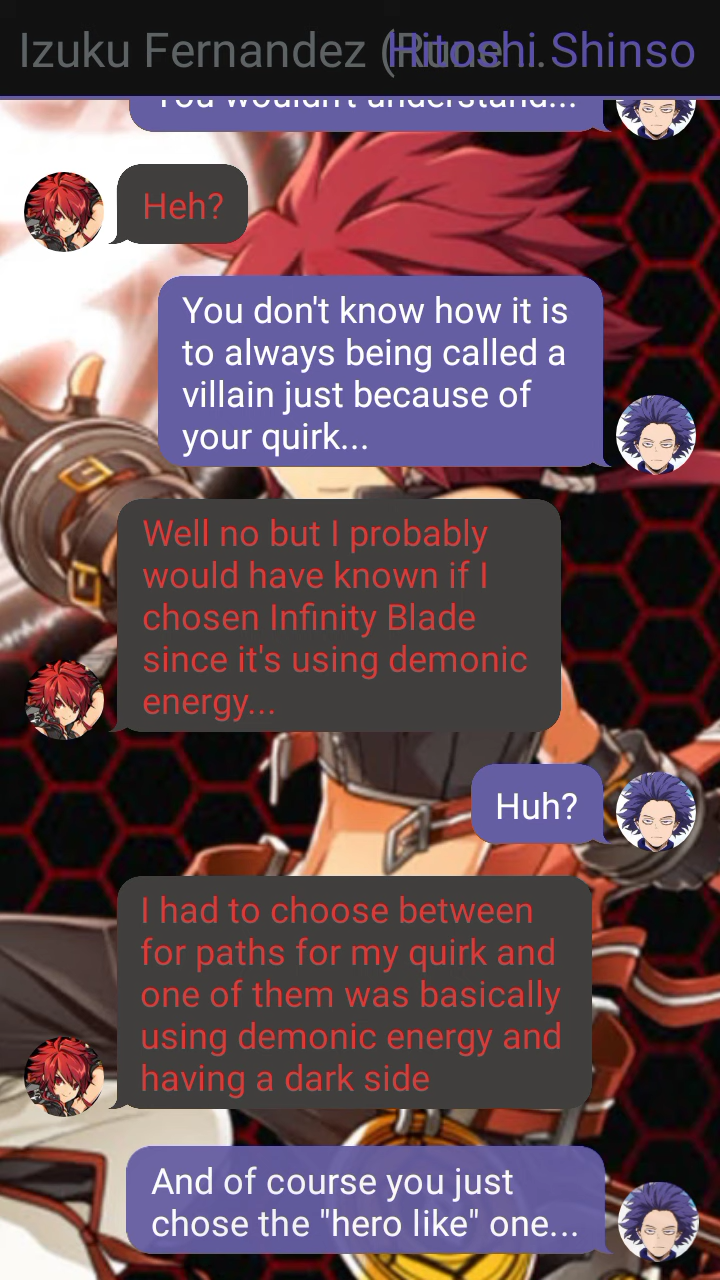 Izuku Fernandez (Rune... Hitoshi Shinso
You wouldn't understand...
Heh?
You don't know how it is
to always being called a
villain just because of
your quirk...
Well no but I probably
would have known if I
chosen Infinity Blade
since it's using demonic
energy...
Huh?
I had to choose between
for paths for my quirk and
one of them was basically
using demonic energy and
having a dark side
And of course you just
chose the "hero like" one...